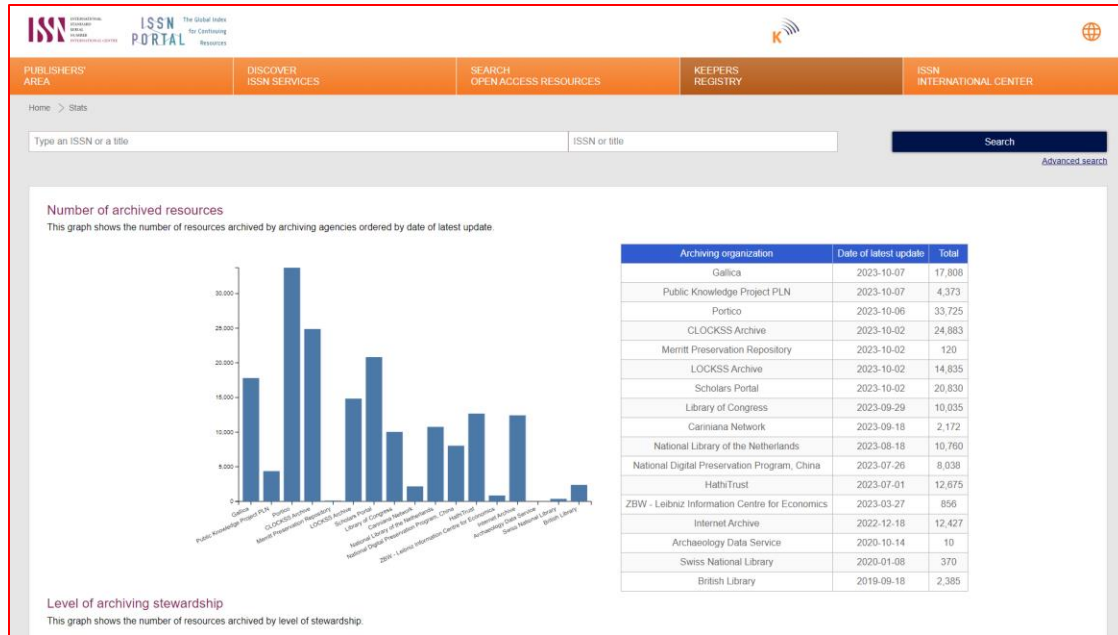 ISSN INTERNATIONAL STANDARD SERIAL NUMBER INTERNATIONAL CENTER
ISSN PORTAL The Global Index for Continuing Resources
K
PUBLISHERS' AREA
DISCOVER ISSN SERVICES
SEARCH OPEN ACCESS RESOURCES
KEEPERS REGISTRY
ISSN INTERNATIONAL CENTER
Home > Stats
Type an ISSN or a title
ISSN or title
Search
Advanced search
Number of archived resources
This graph shows the number of resources archived by archiving agencies ordered by date of latest update.
30,000
25,000
20,000
15,000
10,000
5,000
0
Gallica
Public Knowledge Project PLN
Portico
CLOCKSS Archive
Merritt Preservation Repository
LOCKSS Archive
Scholars Portal
Library of Congress
Cariniana Network
National Library of the Netherlands
National Digital Preservation Program, China
HathiTrust
ZBW - Leibniz Information Centre for Economics
Internet Archive
Archaeology Data Service
Swiss National Library
British Library
Archiving organization Date of latest update Total
Gallica 2023-10-07 17,808
Public Knowledge Project PLN 2023-10-07 4,373
Portico 2023-10-06 33,725
CLOCKSS Archive 2023-10-02 24,883
Merritt Preservation Repository 2023-10-02 120
LOCKSS Archive 2023-10-02 14,835
Scholars Portal 2023-10-02 20,830
Library of Congress 2023-09-29 10,035
Cariniana Network 2023-09-18 2,172
National Library of the Netherlands 2023-08-18 10,760
National Digital Preservation Program, China 2023-07-26 8,038
HathiTrust 2023-07-01 12,675
ZBW - Leibniz Information Centre for Economics 2023-03-27 856
Internet Archive 2022-12-18 12,427
Archaeology Data Service 2020-10-14 10
Swiss National Library 2020-01-08 370
British Library 2019-09-18 2,385
Level of archiving stewardship
This graph shows the number of resources archived by level of stewardship.